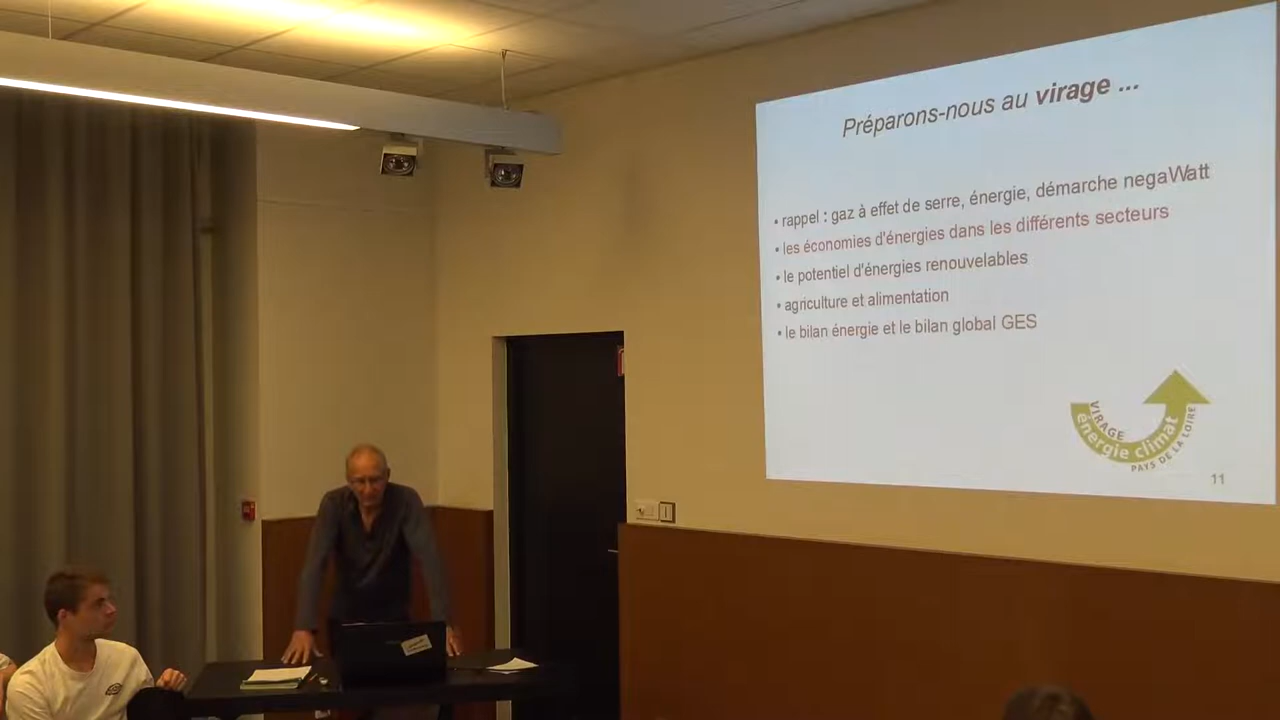 Préparons-nous au virage ...
• rappel : gaz à effet de serre, énergie, démarche negaWatt
• les économies d'énergies dans les différents secteurs
• le potentiel d'énergies renouvelables
• agriculture et alimentation
• le bilan énergie et le bilan global GES
VIRAGE
énergie climat
PAYS DE LA LOIRE
11